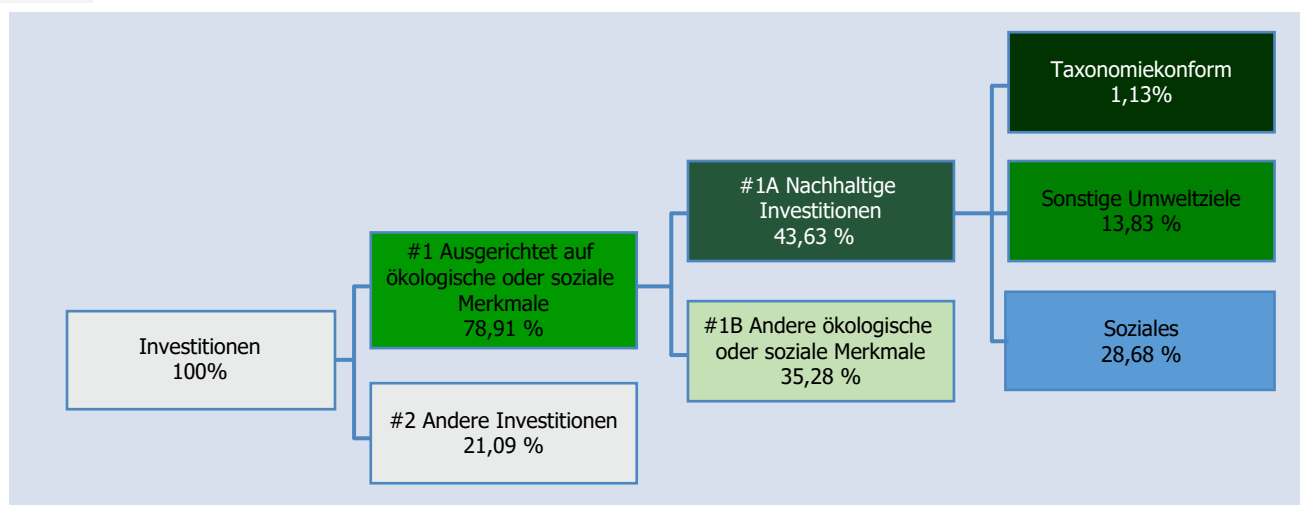 Investitionen
100%
#1 Ausgerichtet auf
ökologische oder soziale
Merkmale
78,91 %
#2 Andere Investitionen
21,09 %
#1A Nachhaltige
Investitionen
43,63 %
#1B Andere ökologische
oder soziale Merkmale
35,28 %
Taxonomiekonform
1,13%
Sonstige Umweltziele
13,83 %
Soziales
28,68 %